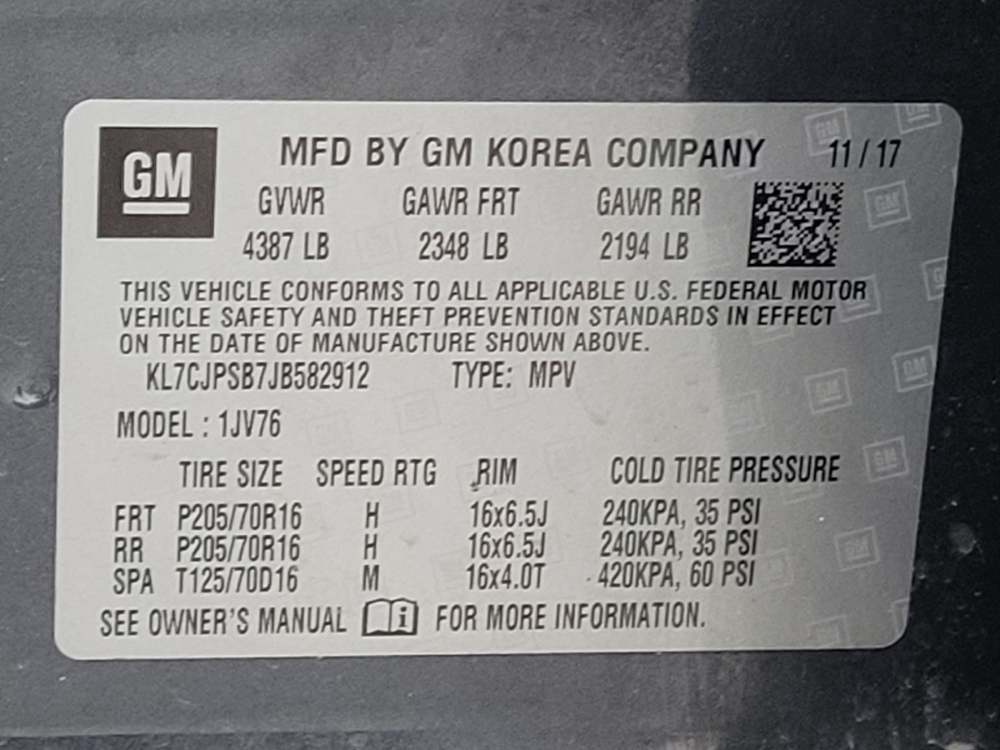 GM
MFD BY GM KOREA COMPANY 11 / 17
GVWR GAWR FRT GAWR RR
4387 LB 2348 LB 2194 LB
THIS VEHICLE CONFORMS TO ALL APPLICABLE U.S. FEDERAL MOTOR
VEHICLE SAFETY AND THEFT PREVENTION STANDARDS IN EFFECT
ON THE DATE OF MANUFACTURE SHOWN ABOVE.
KL7CJPSB7JB582912 TYPE: MPV
MODEL : 1JV76
TIRE SIZE SPEED RTG RIM COLD TIRE PRESSURE
FRT P205/70R16 H 16x6.5J 240KPA, 35 PSI
RR P205/70R16 H 16x6.5J 240KPA, 35 PSI
SPA T125/70D16 M 16x4.0T 420KPA, 60 PSI
SEE OWNER'S MANUAL i FOR MORE INFORMATION.